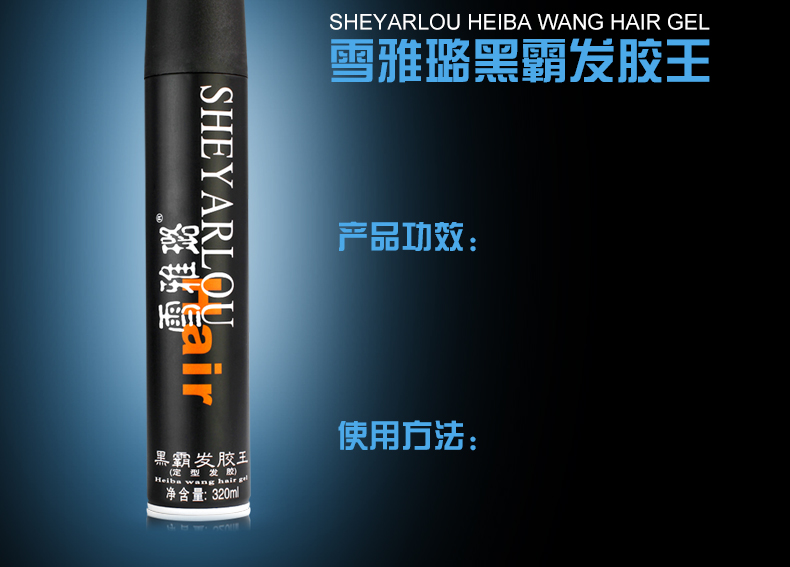 SHEYARLOU HEIBA WANG HAIR GEL
雪雅璐黑霸发胶王
SHEYARLOU
雪雅璐®
Hair
产品功效：
使用方法：
黑霸发胶王
(定型发胶)
Heiba wang hair gel
净含量: 320ml